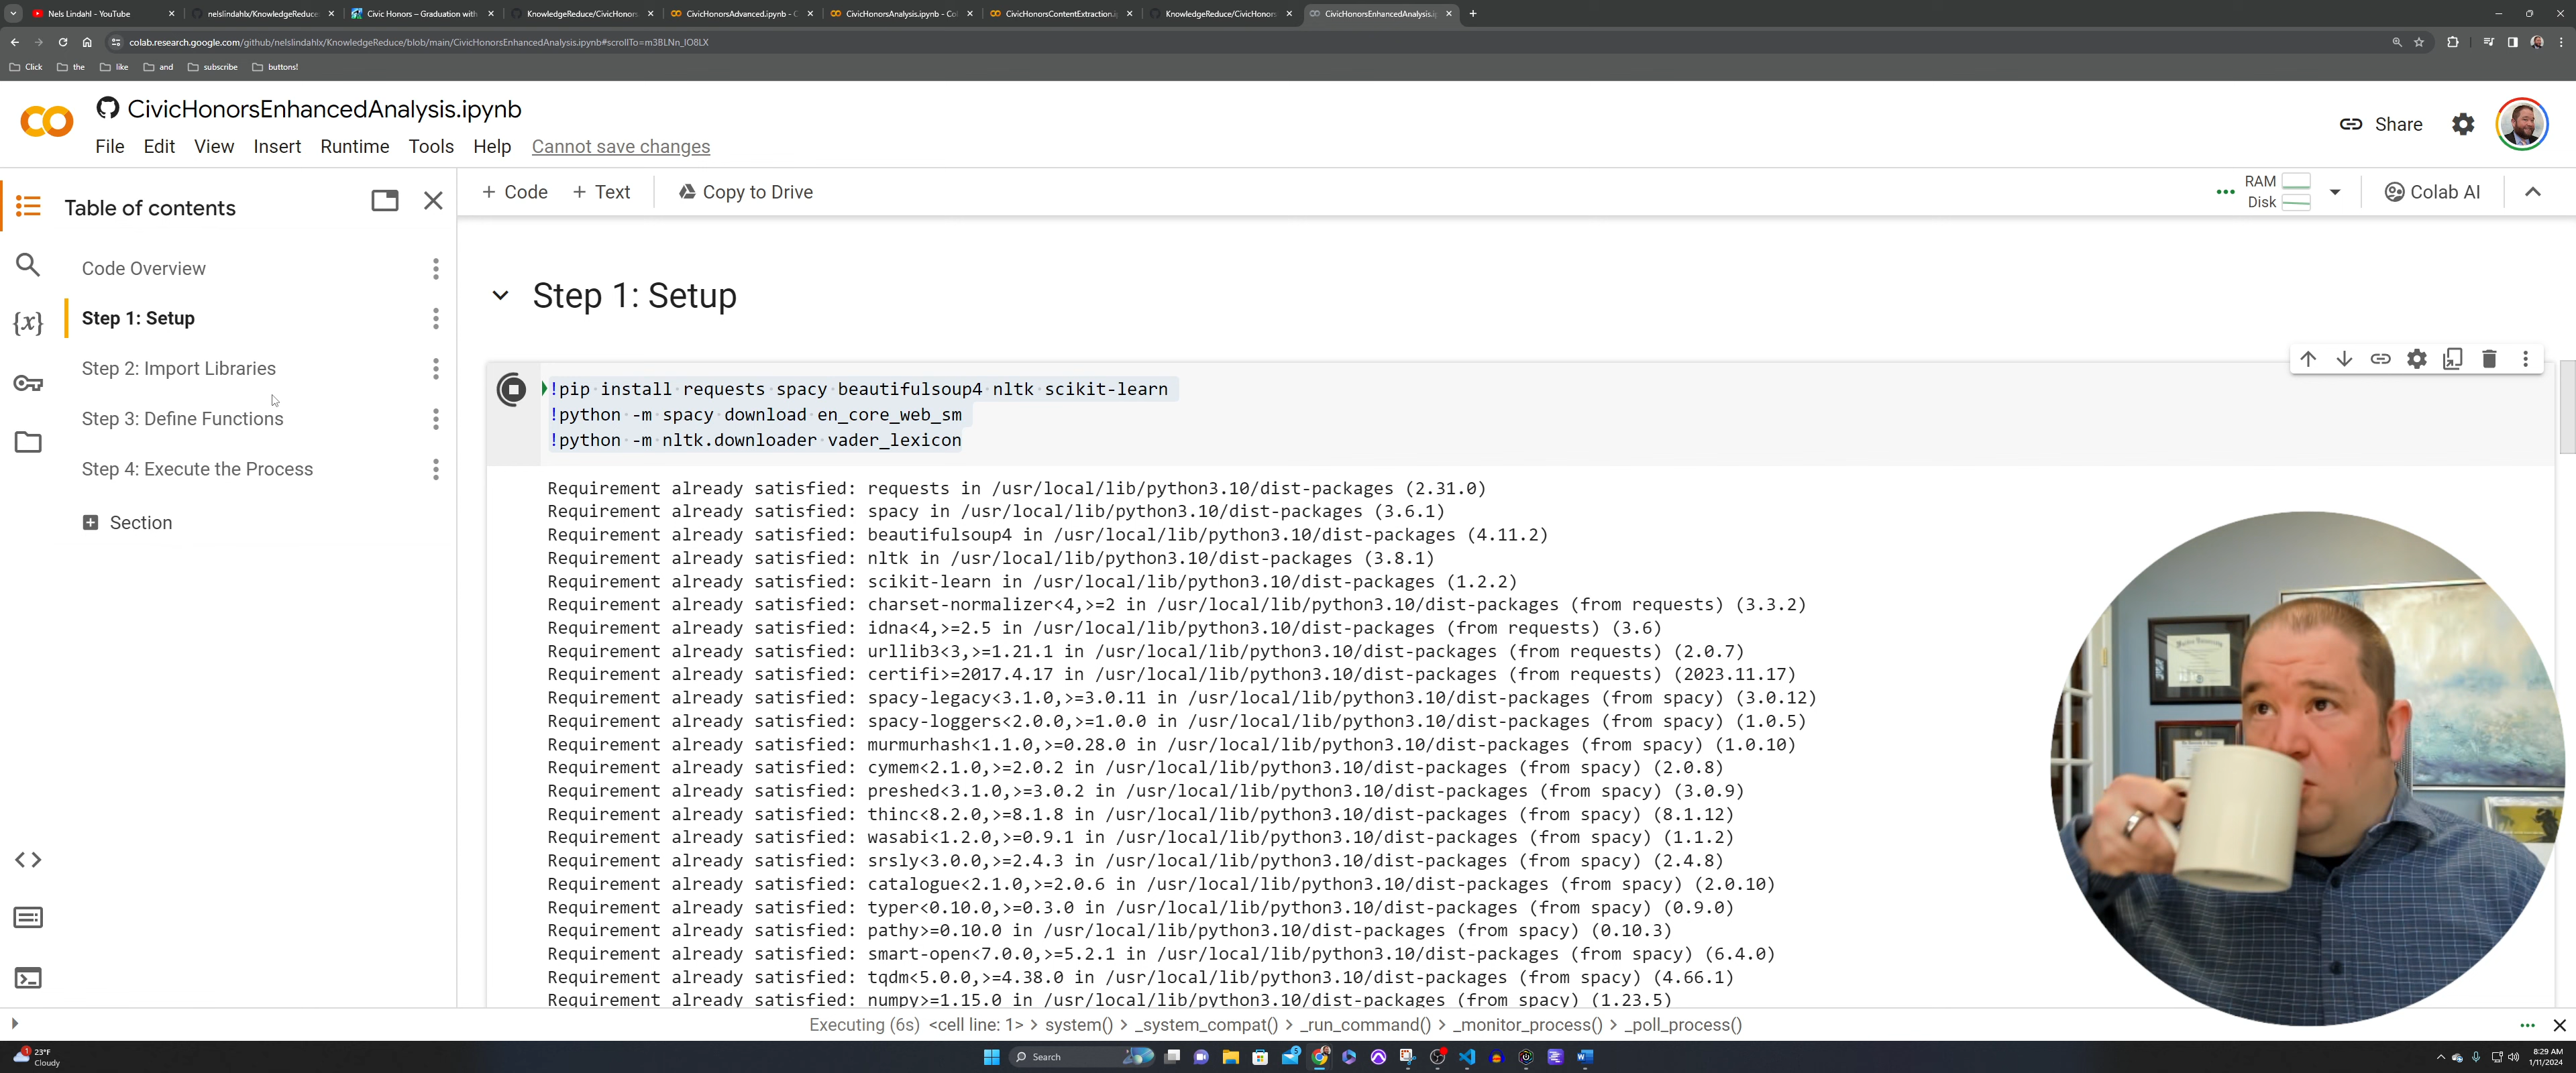 Nels Lindahl - YouTube
nelslindahlx/KnowledgeReduce
Civic Honors – Graduation with
KnowledgeReduce/CivicHonors
CivicHonorsAdvanced.ipynb - C
CivicHonorsAnalysis.ipynb - Col
CivicHonorsContentExtraction.i
KnowledgeReduce/CivicHonors
CivicHonorsEnhancedAnalysis.i
colab.research.google.com/github/nelslindahlx/KnowledgeReduce/blob/main/CivicHonorsEnhancedAnalysis.ipynb#scrollTo=m3BLNn_IO8LX
Click the like and subscribe buttons!
CivicHonorsEnhancedAnalysis.ipynb
File Edit View Insert Runtime Tools Help Cannot save changes
Share
Table of contents
+ Code + Text Copy to Drive
RAM
Disk
Colab AI
Code Overview
Step 1: Setup
Step 2: Import Libraries
Step 3: Define Functions
Step 4: Execute the Process
Section
{x}
Step 1: Setup
!pip install requests spacy beautifulsoup4 nltk scikit-learn
!python -m spacy download en_core_web_sm
!python -m nltk.downloader vader_lexicon
Requirement already satisfied: requests in /usr/local/lib/python3.10/dist-packages (2.31.0)
Requirement already satisfied: spacy in /usr/local/lib/python3.10/dist-packages (3.6.1)
Requirement already satisfied: beautifulsoup4 in /usr/local/lib/python3.10/dist-packages (4.11.2)
Requirement already satisfied: nltk in /usr/local/lib/python3.10/dist-packages (3.8.1)
Requirement already satisfied: scikit-learn in /usr/local/lib/python3.10/dist-packages (1.2.2)
Requirement already satisfied: charset-normalizer<4,>=2 in /usr/local/lib/python3.10/dist-packages (from requests) (3.3.2)
Requirement already satisfied: idna<4,>=2.5 in /usr/local/lib/python3.10/dist-packages (from requests) (3.6)
Requirement already satisfied: urllib3<3,>=1.21.1 in /usr/local/lib/python3.10/dist-packages (from requests) (2.0.7)
Requirement already satisfied: certifi>=2017.4.17 in /usr/local/lib/python3.10/dist-packages (from requests) (2023.11.17)
Requirement already satisfied: spacy-legacy<3.1.0,>=3.0.11 in /usr/local/lib/python3.10/dist-packages (from spacy) (3.0.12)
Requirement already satisfied: spacy-loggers<2.0.0,>=1.0.0 in /usr/local/lib/python3.10/dist-packages (from spacy) (1.0.5)
Requirement already satisfied: murmurhash<1.1.0,>=0.28.0 in /usr/local/lib/python3.10/dist-packages (from spacy) (1.0.10)
Requirement already satisfied: cymem<2.1.0,>=2.0.2 in /usr/local/lib/python3.10/dist-packages (from spacy) (2.0.8)
Requirement already satisfied: preshed<3.1.0,>=3.0.2 in /usr/local/lib/python3.10/dist-packages (from spacy) (3.0.9)
Requirement already satisfied: thinc<8.2.0,>=8.1.8 in /usr/local/lib/python3.10/dist-packages (from spacy) (8.1.12)
Requirement already satisfied: wasabi<1.2.0,>=0.9.1 in /usr/local/lib/python3.10/dist-packages (from spacy) (1.1.2)
Requirement already satisfied: srsly<3.0.0,>=2.4.3 in /usr/local/lib/python3.10/dist-packages (from spacy) (2.4.8)
Requirement already satisfied: catalogue<2.1.0,>=2.0.6 in /usr/local/lib/python3.10/dist-packages (from spacy) (2.0.10)
Requirement already satisfied: typer<0.10.0,>=0.3.0 in /usr/local/lib/python3.10/dist-packages (from spacy) (0.9.0)
Requirement already satisfied: pathy>=0.10.0 in /usr/local/lib/python3.10/dist-packages (from spacy) (0.10.3)
Requirement already satisfied: smart-open<7.0.0,>=5.2.1 in /usr/local/lib/python3.10/dist-packages (from spacy) (6.4.0)
Requirement already satisfied: tqdm<5.0.0,>=4.38.0 in /usr/local/lib/python3.10/dist-packages (from spacy) (4.66.1)
Requirement already satisfied: numpy>=1.15.0 in /usr/local/lib/python3.10/dist-packages (from spacy) (1.23.5)
Executing (6s) <cell line: 1> > system() > _system_compat() > _run_command() > _monitor_process() > _poll_process()
1
23°F
Cloudy
Search
8:29 AM
1/11/2024